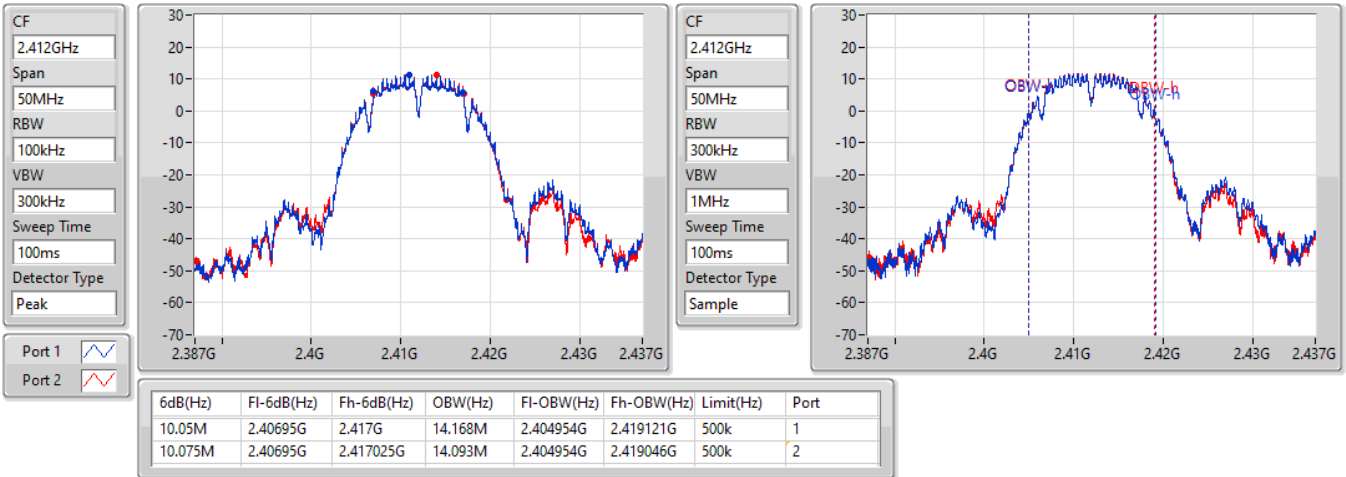 CF
2.412GHz
Span
50MHz
RBW
100kHz
VBW
300kHz
Sweep Time
100ms
Detector Type
Peak
Port 1
Port 2
30
20
10
0
-10
-20
-30
-40
-50
-60
-70
2.387G 2.4G 2.41G 2.42G 2.43G 2.437G
CF
2.412GHz
Span
50MHz
RBW
300kHz
VBW
1MHz
Sweep Time
100ms
Detector Type
Sample
30
20
10
0
-10
-20
-30
-40
-50
-60
-70
OBW-h
2.387G 2.4G 2.41G 2.42G 2.43G 2.437G
6dB(Hz) Fl-6dB(Hz) Fh-6dB(Hz) OBW(Hz) Fl-OBW(Hz) Fh-OBW(Hz) Limit(Hz) Port
10.05M 2.40695G 2.417G 14.168M 2.404954G 2.419121G 500k 1
10.075M 2.40695G 2.417025G 14.093M 2.404954G 2.419046G 500k 2